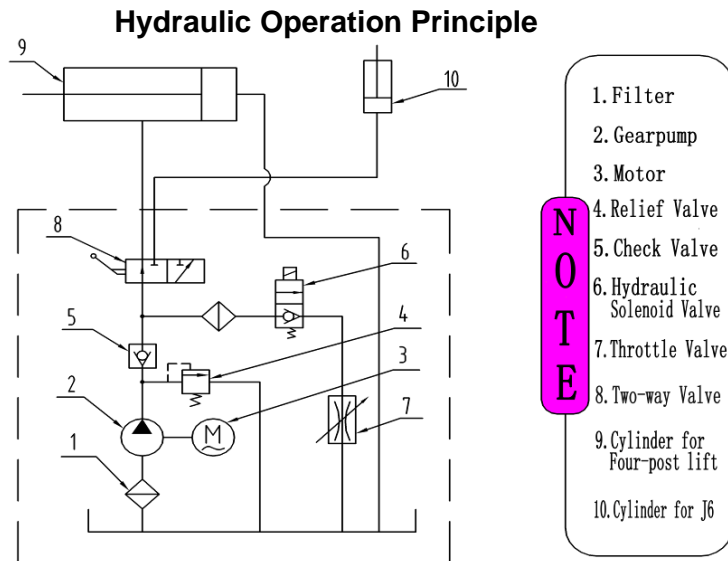 Hydraulic Operation Principle
9
10
8
6
5
4
3
2
M
7
1
NOTE
1. Filter
2. Gearpump
3. Motor
4. Relief Valve
5. Check Valve
6. Hydraulic
Solenoid Valve
7. Throttle Valve
8. Two-way Valve
9. Cylinder for
Four-post lift
10. Cylinder for J6